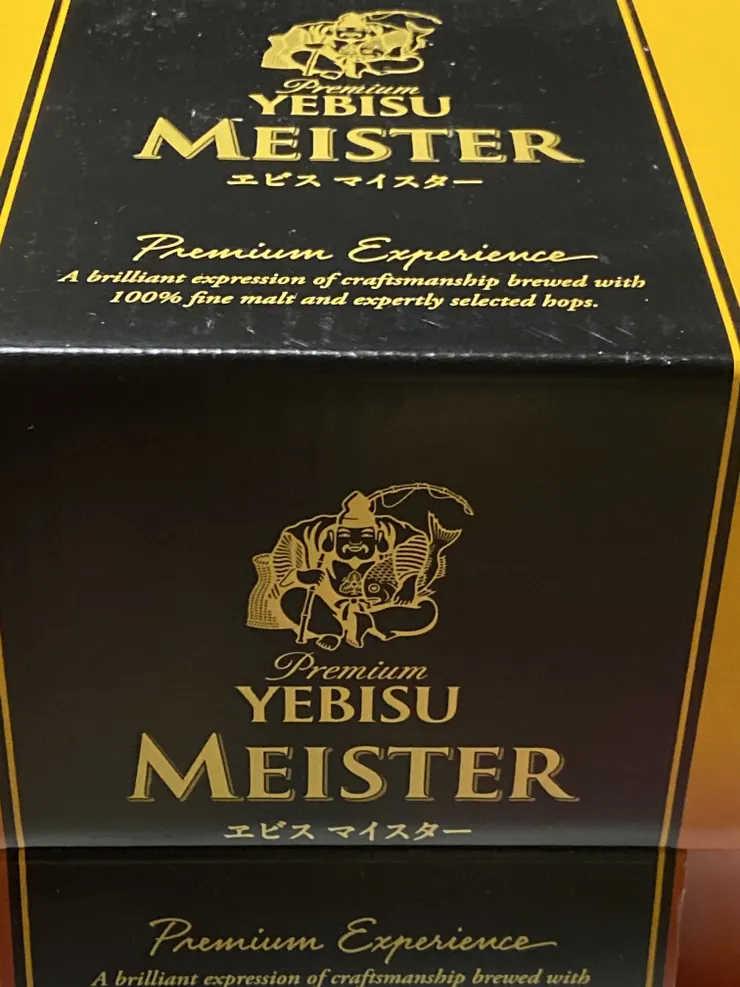 Premium
YEBISU
MEISTER
ヱビス マイスター
Premium Experience
A brilliant expression of craftsmanship brewed with
100% fine malt and expertly selected hops.
Premium
YEBISU
MEISTER
ヱビス マイスター
Premium Experience
A brilliant expression of craftsmanship brewed with